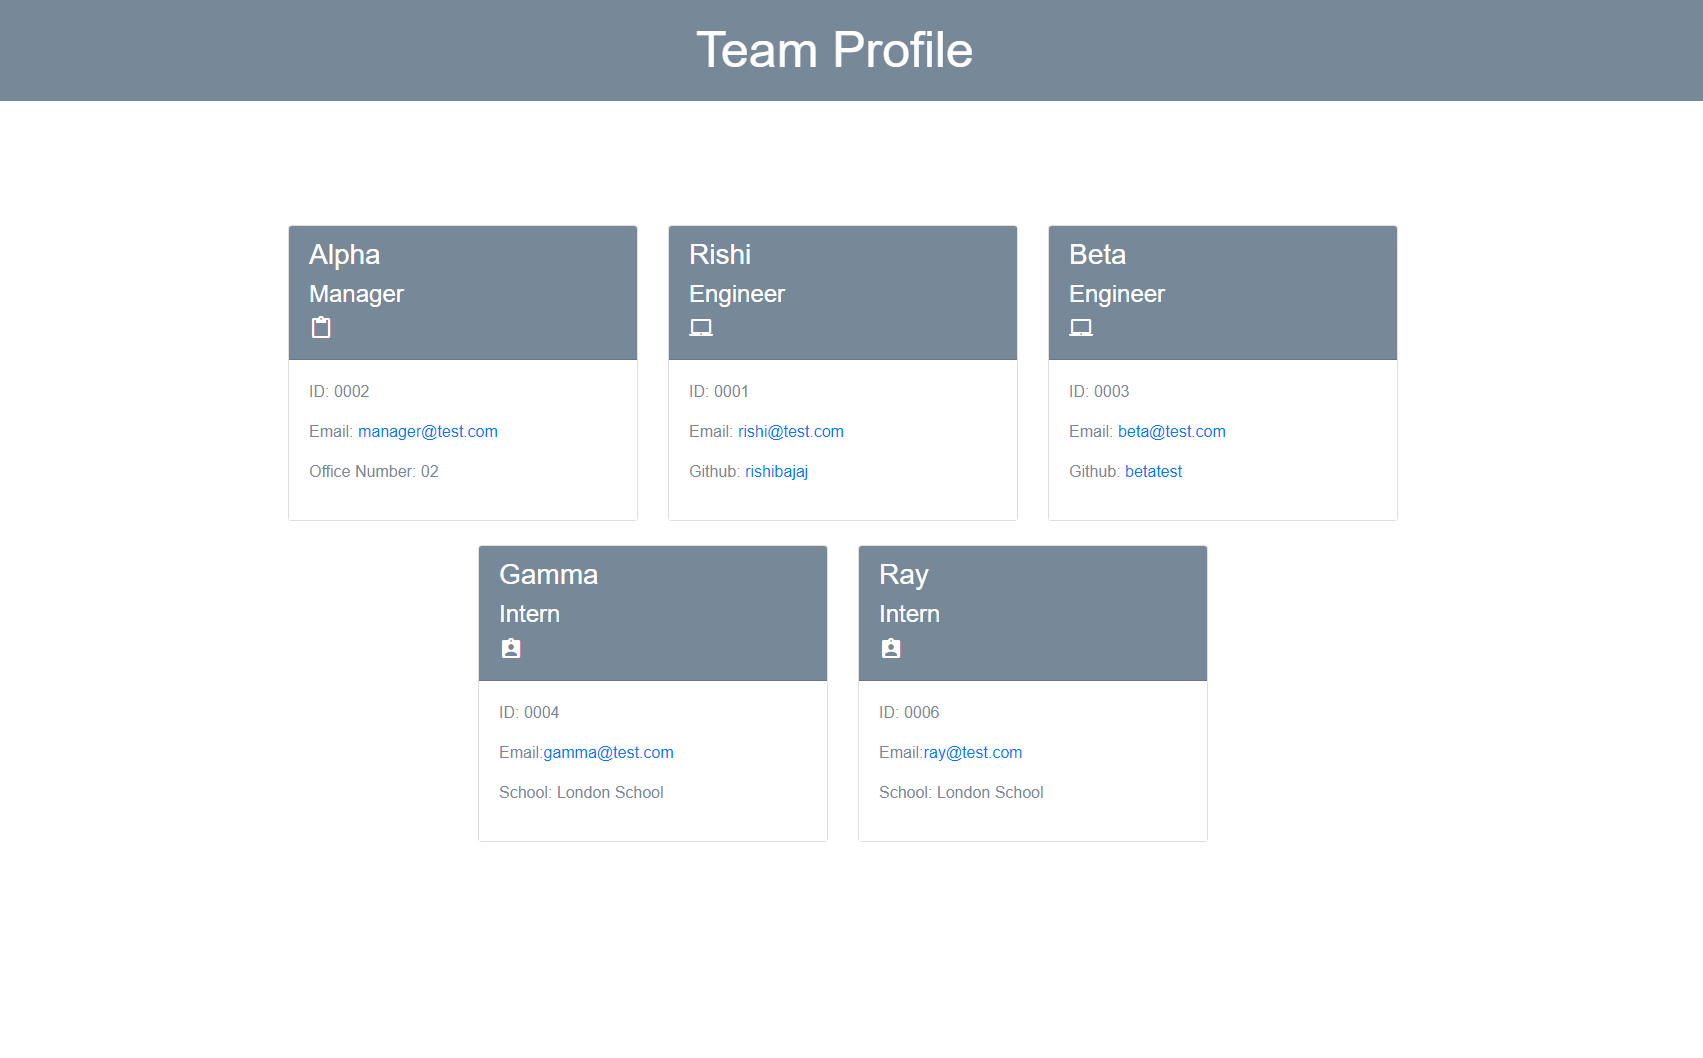 Team Profile
Alpha
Manager
ID: 0002
Email: manager@test.com
Office Number: 02
Rishi
Engineer
ID: 0001
Email: rishi@test.com
Github: rishibajaj
Beta
Engineer
ID: 0003
Email: beta@test.com
Github: betatest
Gamma
Intern
ID: 0004
Email:gamma@test.com
School: London School
Ray
Intern
ID: 0006
Email:ray@test.com
School: London School